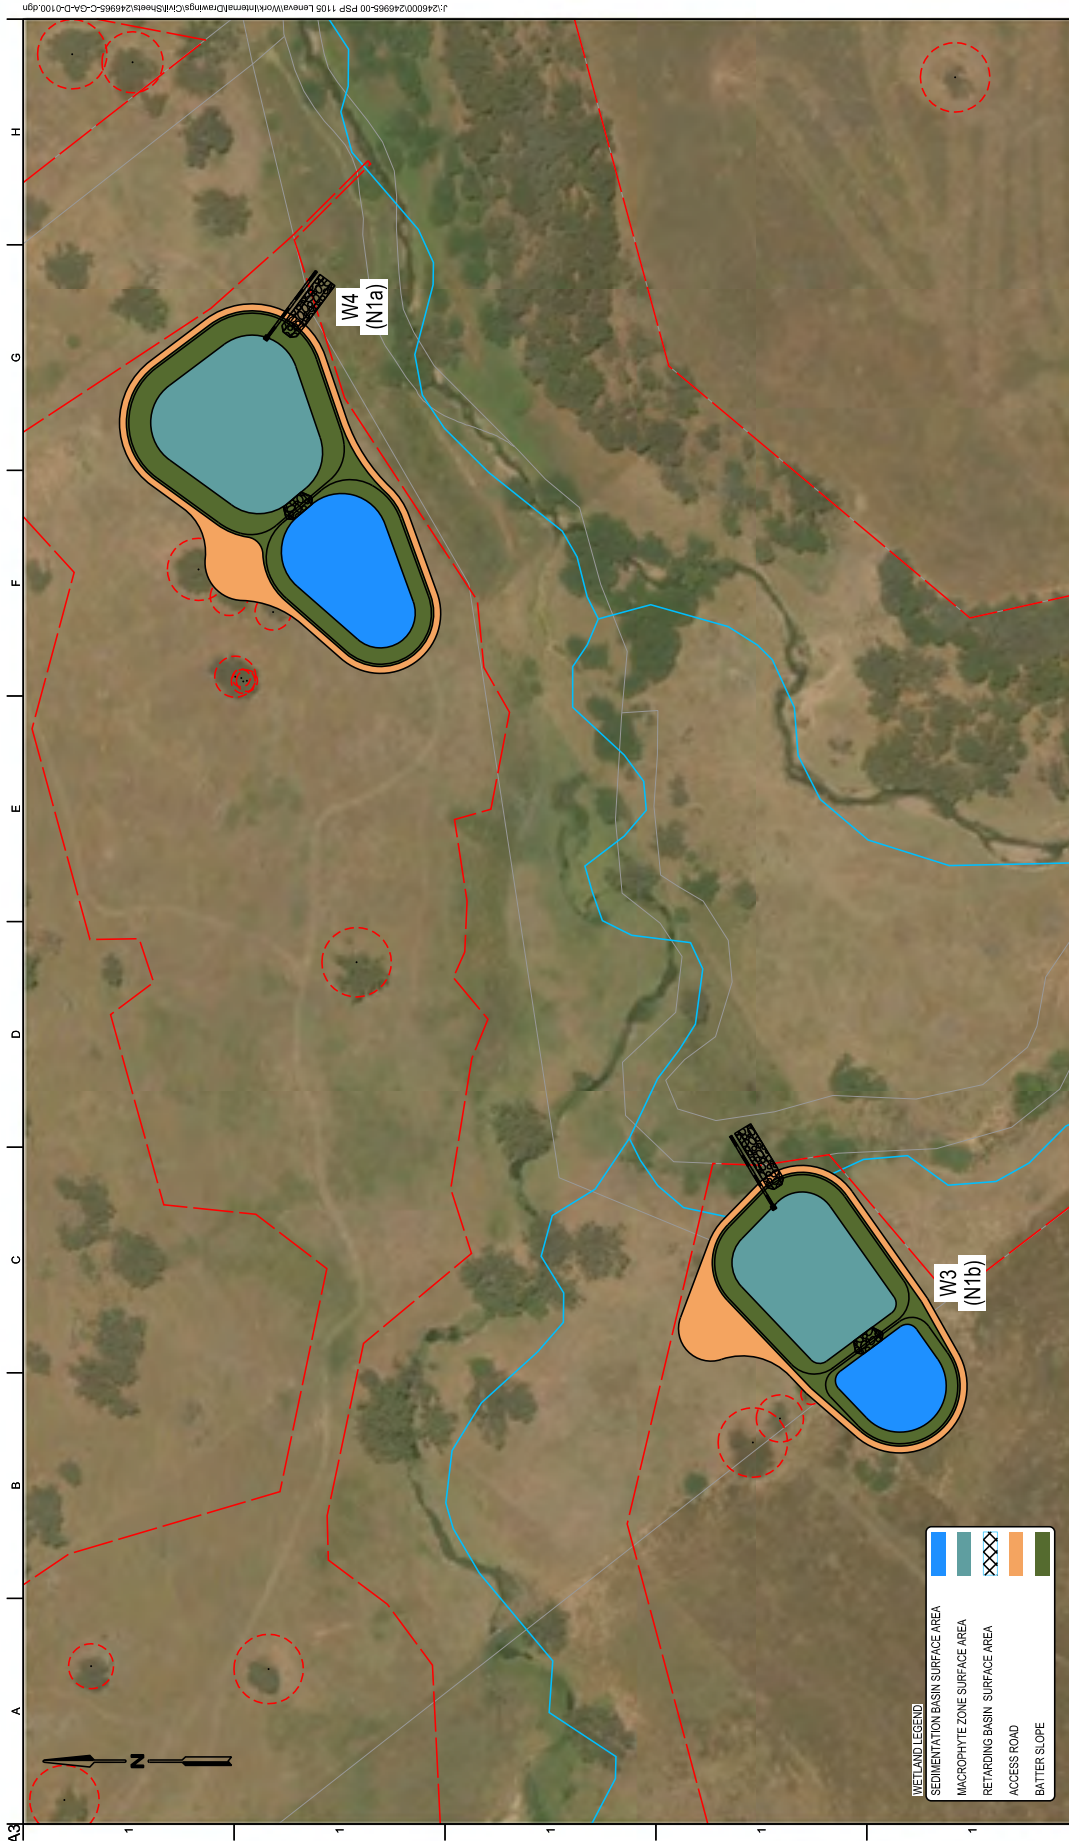 J:\246000\246965-00 PSP 1105 Leneva\Work\Internal\Drawings\Civil\Sheets\246965-C-GA-D-0100.dgn
A3
A
B
C
D
E
F
G
H
1
1
1
1
1
N
W4
(N1a)
W3
(N1b)
WETLAND LEGEND
SEDIMENTATION BASIN SURFACE AREA
MACROPHYTE ZONE SURFACE AREA
RETARDING BASIN SURFACE AREA
ACCESS ROAD
BATTER SLOPE